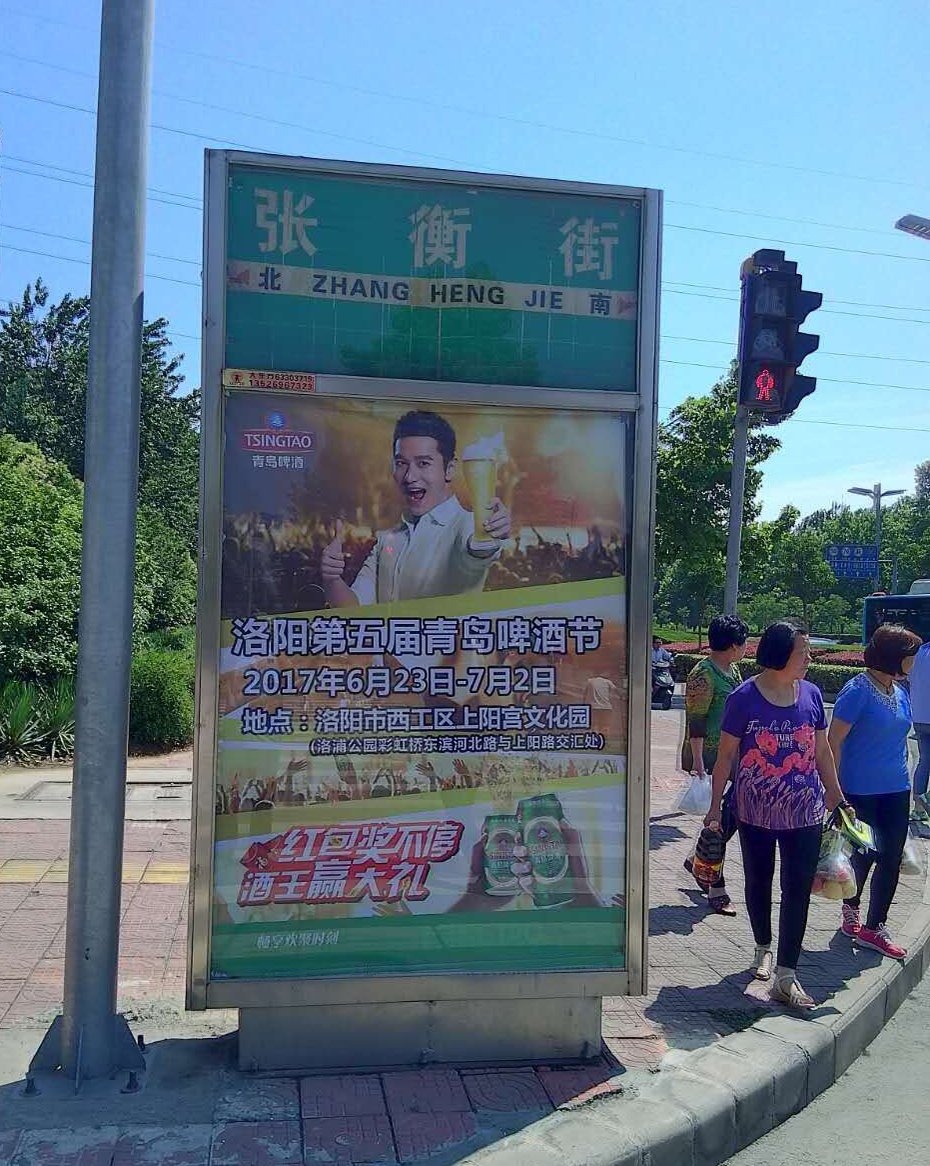 张 衡 街
北 ZHANG HENG JIE 南
13526967323
TSINGTAO
青岛啤酒
洛阳第五届青岛啤酒节
2017年6月23日-7月2日
地点：洛阳市西工区上阳宫文化园
(洛浦公园彩虹桥东滨河北路与上阳路交汇处)
红包奖不停
酒王赢大礼
畅享欢聚时刻